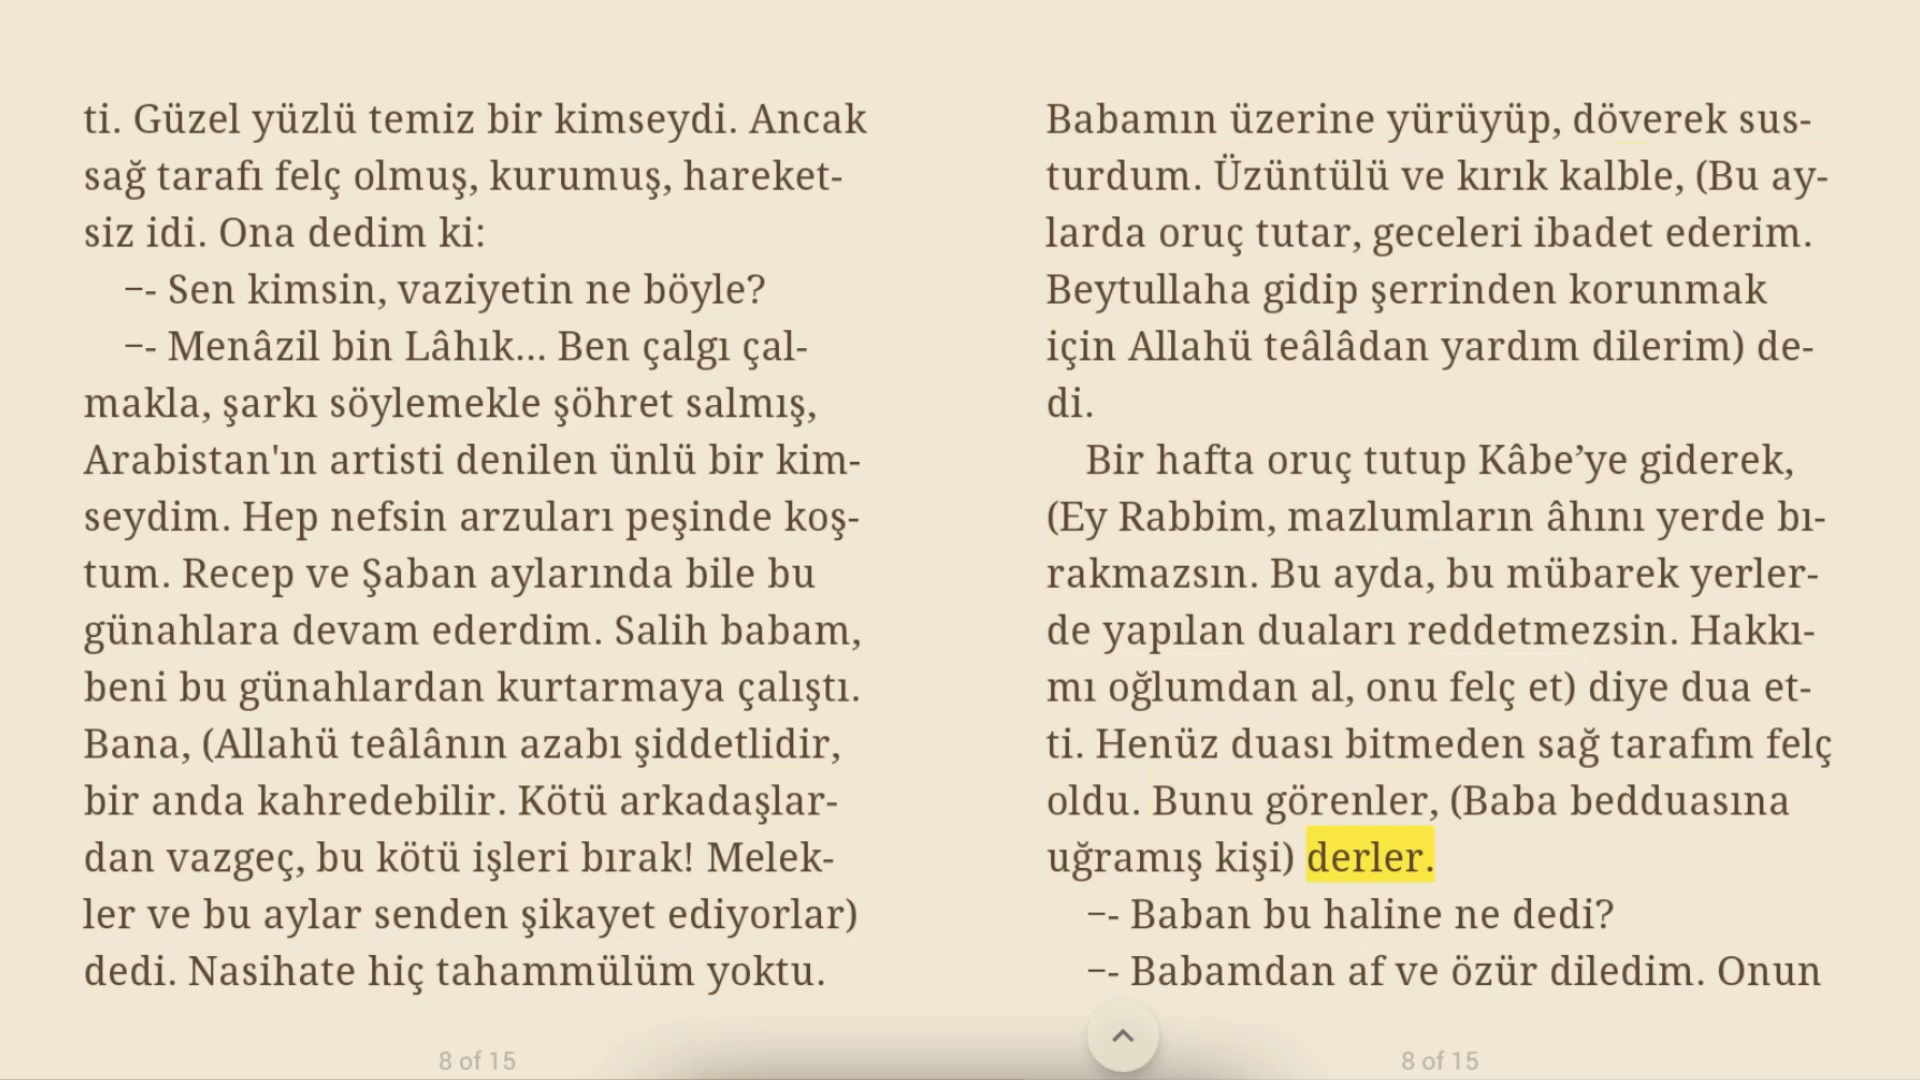 ti. Güzel yüzlü temiz bir kimseydi. Ancak
sağ tarafı felç olmuş, kurumuş, hareket-
siz idi. Ona dedim ki:
–- Sen kimsin, vaziyetin ne böyle?
–- Menâzil bin Lâhık... Ben çalgı çal-
makla, şarkı söylemekle şöhret salmış,
Arabistan'ın artisti denilen ünlü bir kim-
seydim. Hep nefsin arzuları peşinde koş-
tum. Recep ve Şaban aylarında bile bu
günahlara devam ederdim. Salih babam,
beni bu günahlardan kurtarmaya çalıştı.
Bana, (Allahü teâlânın azabı şiddetlidir,
bir anda kahredebilir. Kötü arkadaşlar-
dan vazgeç, bu kötü işleri bırak! Melek-
ler ve bu aylar senden şikayet ediyorlar)
dedi. Nasihate hiç tahammülüm yoktu.
8 of 15
Babamın üzerine yürüyüp, döverek sus-
turdum. Üzüntülü ve kırık kalble, (Bu ay-
larda oruç tutar, geceleri ibadet ederim.
Beytullaha gidip şerrinden korunmak
için Allahü teâlâdan yardım dilerim) de-
di.
Bir hafta oruç tutup Kâbe’ye giderek,
(Ey Rabbim, mazlumların âhını yerde bı-
rakmazsın. Bu ayda, bu mübarek yerler-
de yapılan duaları reddetmezsin. Hakkı-
mı oğlumdan al, onu felç et) diye dua et-
ti. Henüz duası bitmeden sağ tarafım felç
oldu. Bunu görenler, (Baba bedduasına
uğramış kişi) derler.
–- Baban bu haline ne dedi?
–- Babamdan af ve özür diledim. Onun
8 of 15